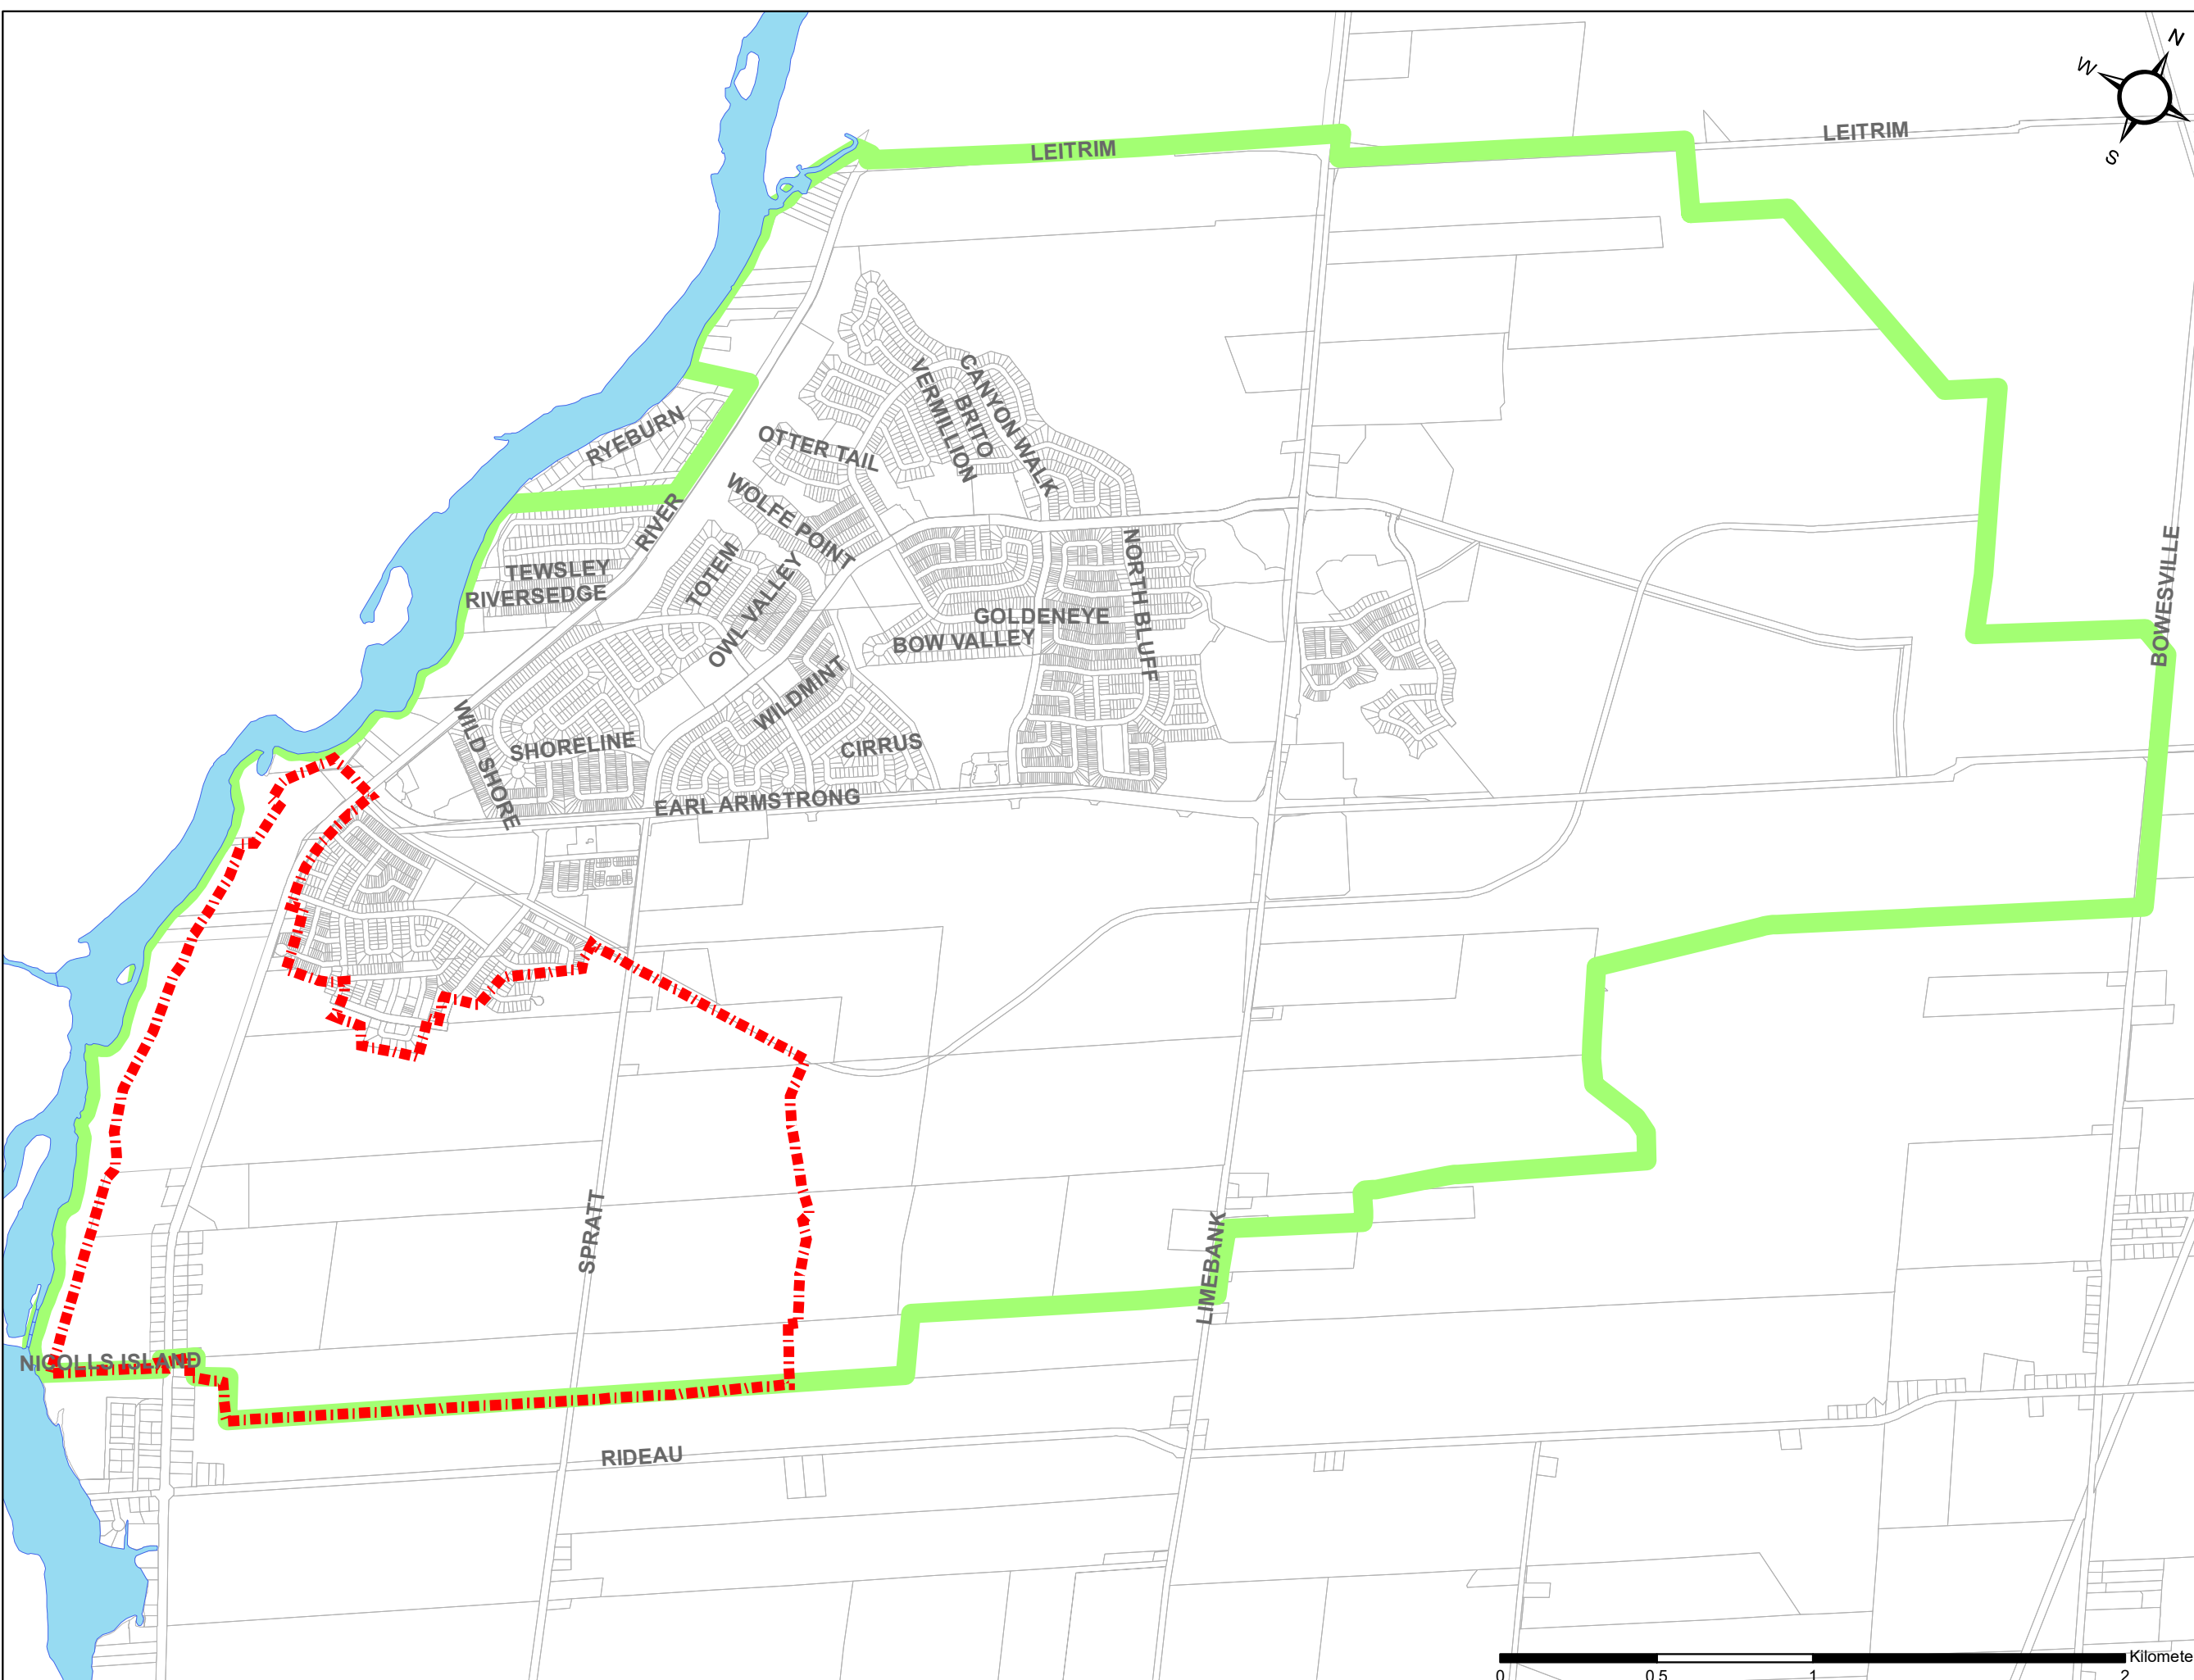 N
W
S
LEITRIM
LEITRIM
CANYON WALK
VERMILLION
BRITO
RYEBURN
OTTER TAIL
WOLFE POINT
RIVER
TEWSLEY
RIVERSEDGE
TOTEM
OWL VALLEY
NORTH BLUFF
GOLDENEYE
BOW VALLEY
BOWESVILLE
WILDMINT
WILD SHORE
SHORELINE
CIRRUS
EARL ARMSTRONG
SPRATT
LIMEBANK
NICOLLS ISLAND
RIDEAU
Kilomete
0 0.5 1 2